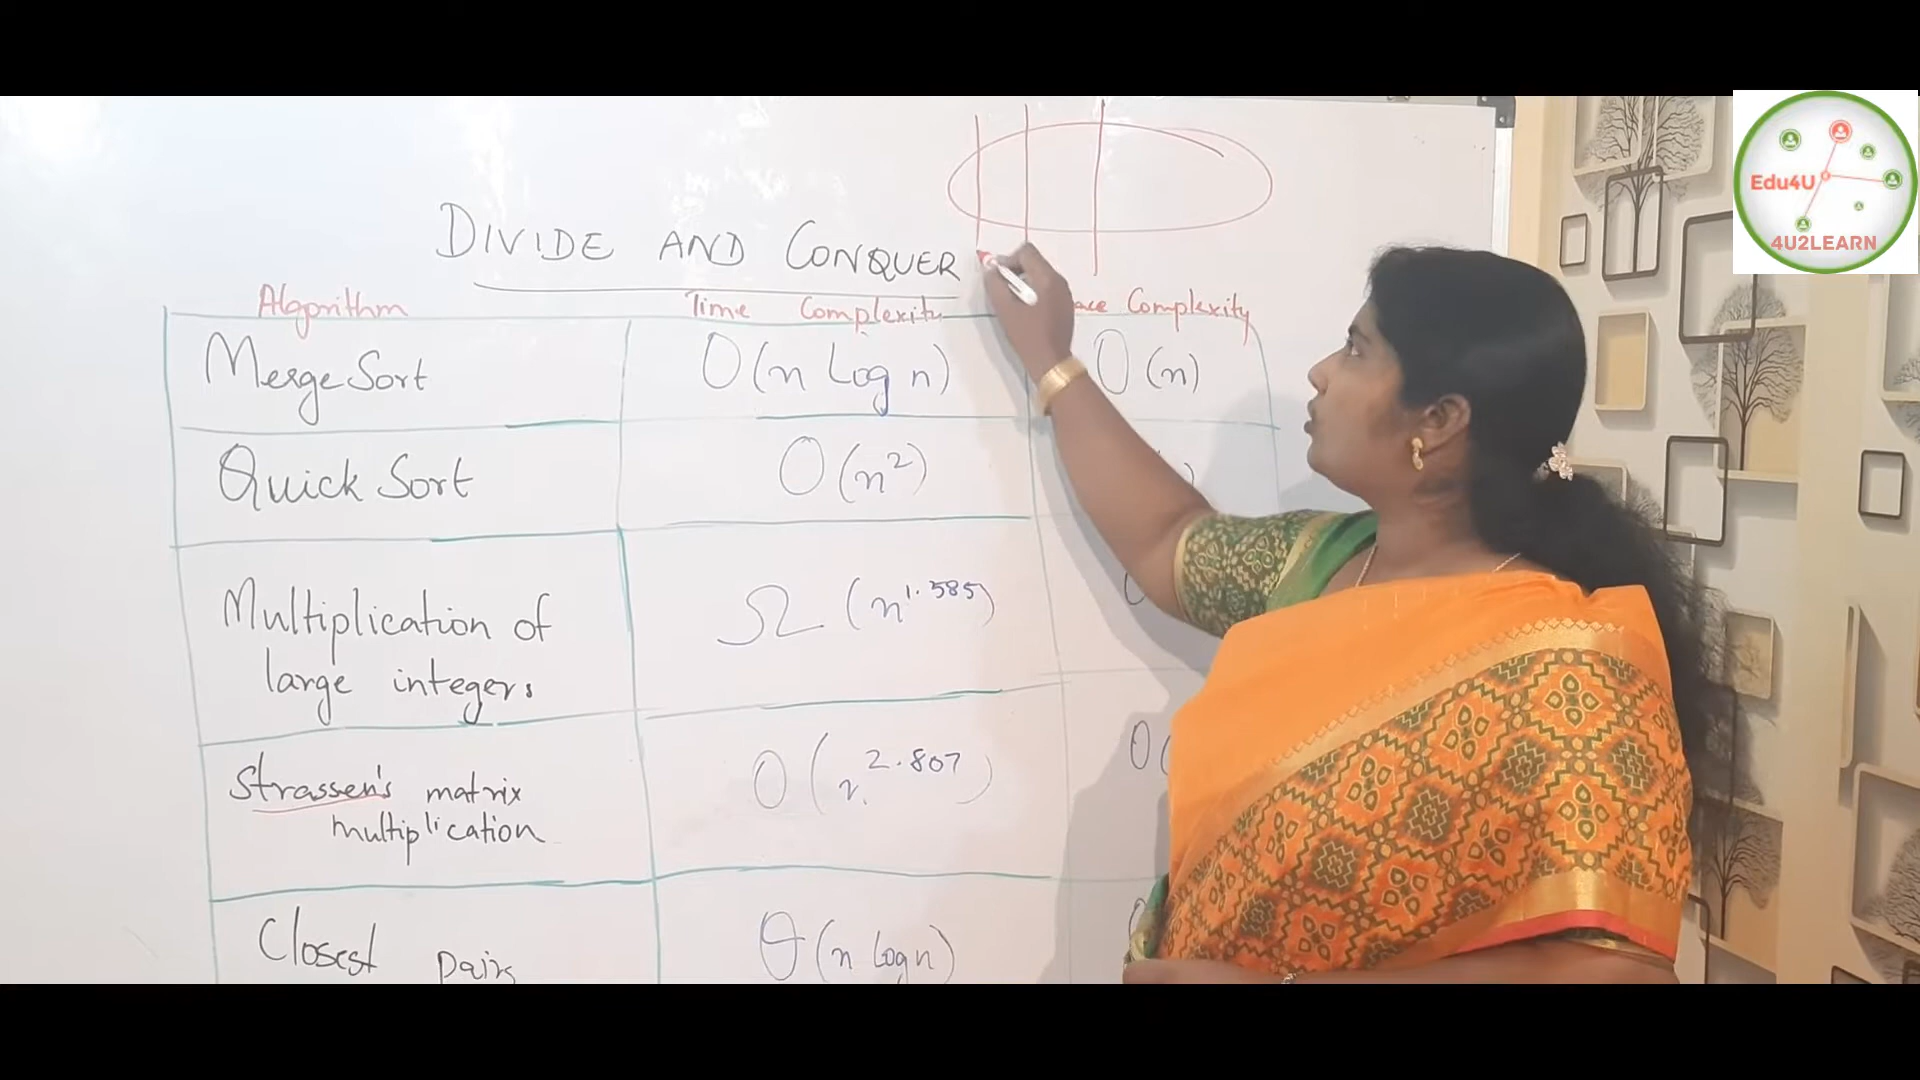 Edu4U
4U2LEARN
DIVIDE AND CONQUER
Algorithm Time Complexity Complexity
Merge Sort O(n Log n) O(n)
Quick Sort O(n²)
Multiplication of
large integers
Ω (n^1.585)
Strassen's matrix
multiplication
O(n^2.807)
Closest pairs θ(n Logn)